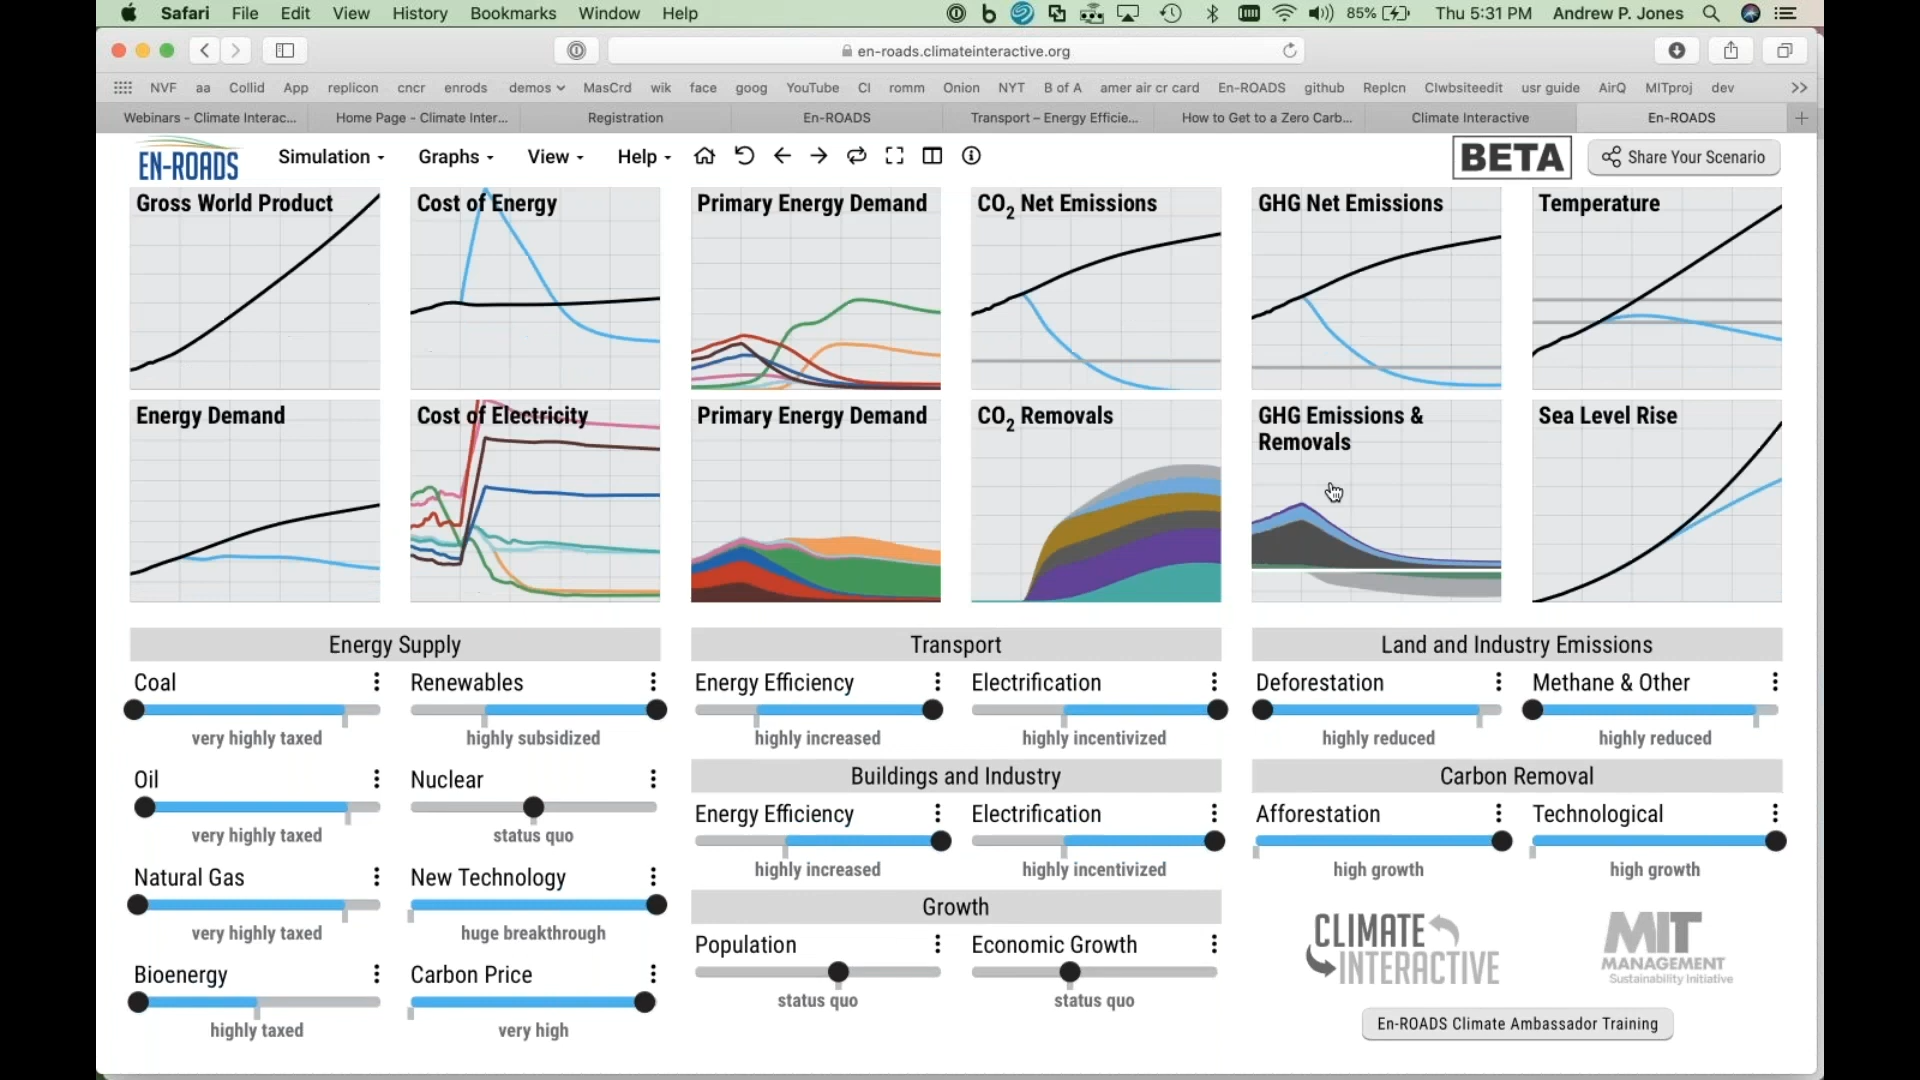 Safari File Edit View History Bookmarks Window Help 85% Thu 5:31 PM Andrew P. Jones
en-roads.climateinteractive.org
NVF aa Collid App replicon cncr enrods demos MasCrd wik face goog YouTube CI romm Onion NYT B of A amer air cr card En-ROADS github Replcn Clwbsiteedit usr guide AirQ MITproj dev
Webinars - Climate Interac... Home Page - Climate Inter... Registration En-ROADS Transport – Energy Efficie... How to Get to a Zero Carb... Climate Interactive En-ROADS
EN-ROADS Simulation Graphs View Help BETA Share Your Scenario
Gross World Product Cost of Energy Primary Energy Demand CO2 Net Emissions GHG Net Emissions Temperature
Energy Demand Cost of Electricity Primary Energy Demand CO2 Removals GHG Emissions & Removals Sea Level Rise
Energy Supply Transport Land and Industry Emissions
Coal Renewables Energy Efficiency Electrification Deforestation Methane & Other
very highly taxed highly subsidized highly increased highly incentivized highly reduced highly reduced
Oil Nuclear Buildings and Industry Carbon Removal
very highly taxed status quo Energy Efficiency Electrification Afforestation Technological
highly increased highly incentivized high growth high growth
Natural Gas New Technology Growth
very highly taxed huge breakthrough Population Economic Growth
Bioenergy Carbon Price status quo status quo
highly taxed very high
CLIMATE INTERACTIVE
MIT MANAGEMENT Sustainability Initiative
En-ROADS Climate Ambassador Training